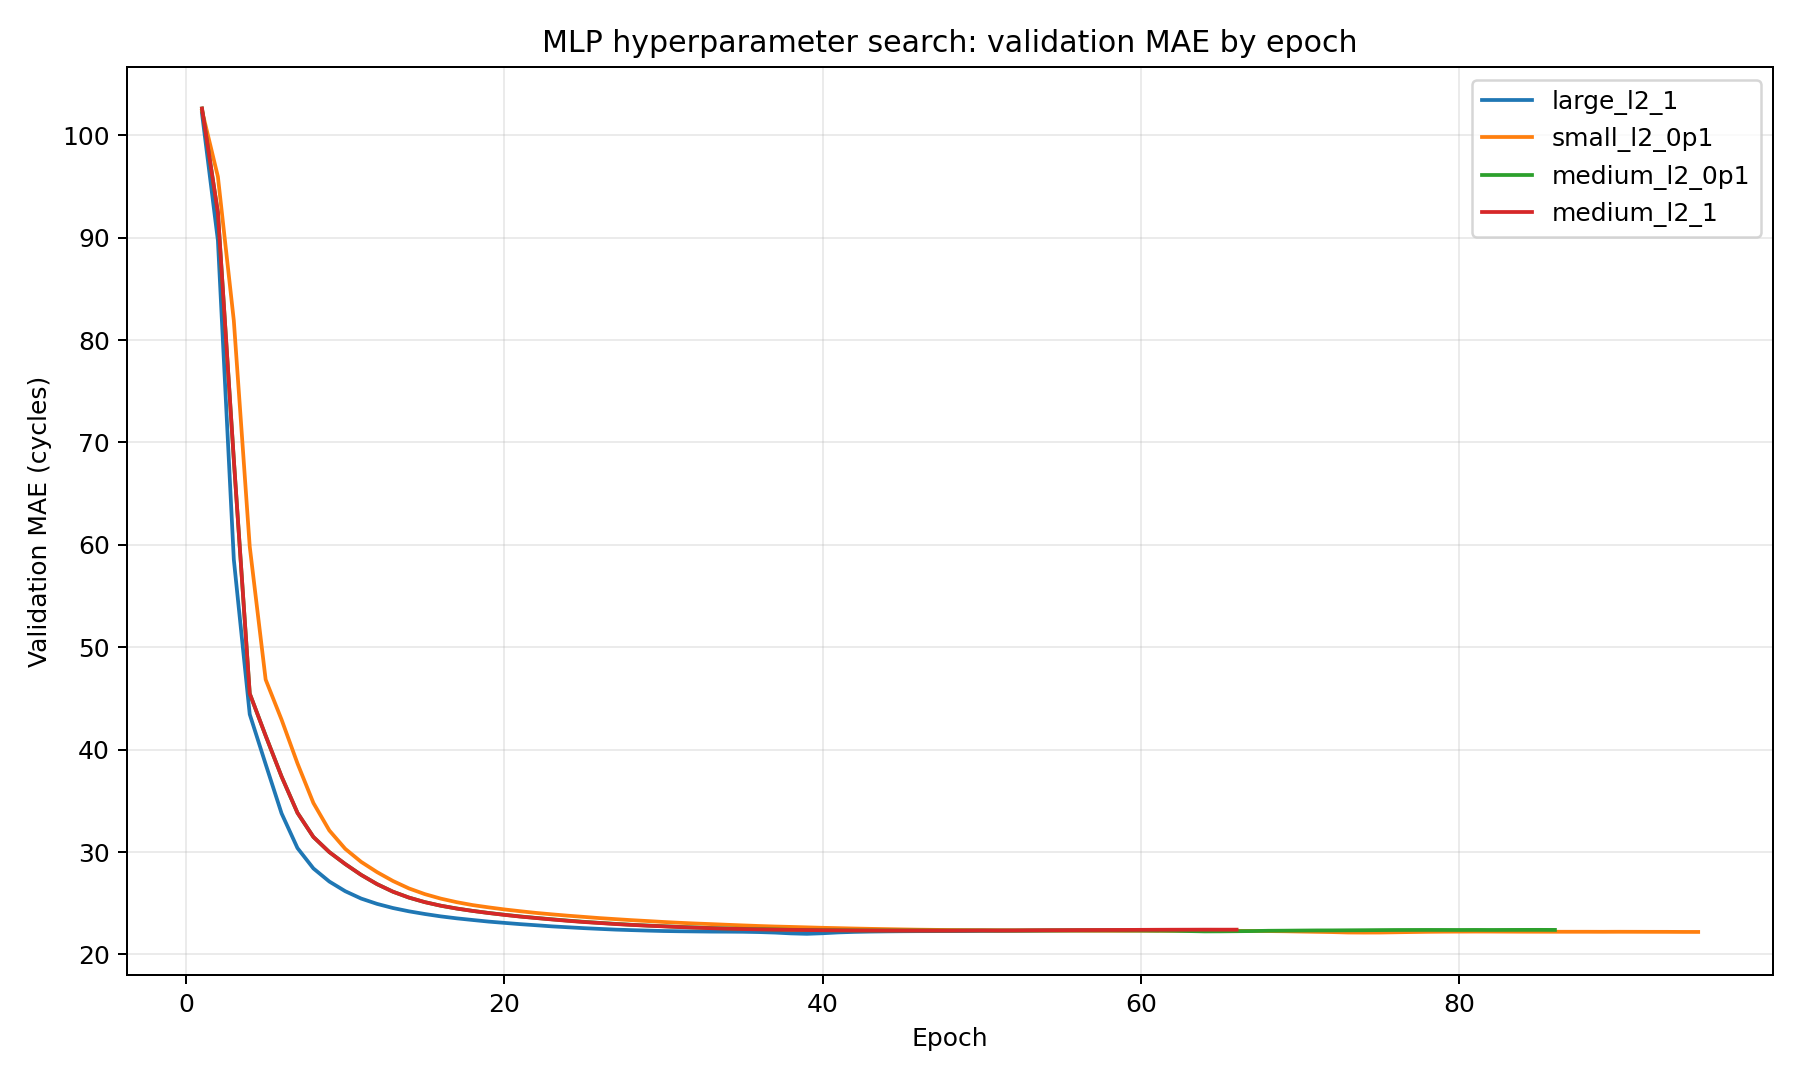 MLP hyperparameter search: validation MAE by epoch
large_l2_1
small_l2_0p1
medium_l2_0p1
medium_l2_1
Validation MAE (cycles)
100
90
80
70
60
50
40
30
20
0 20 40 60 80
Epoch